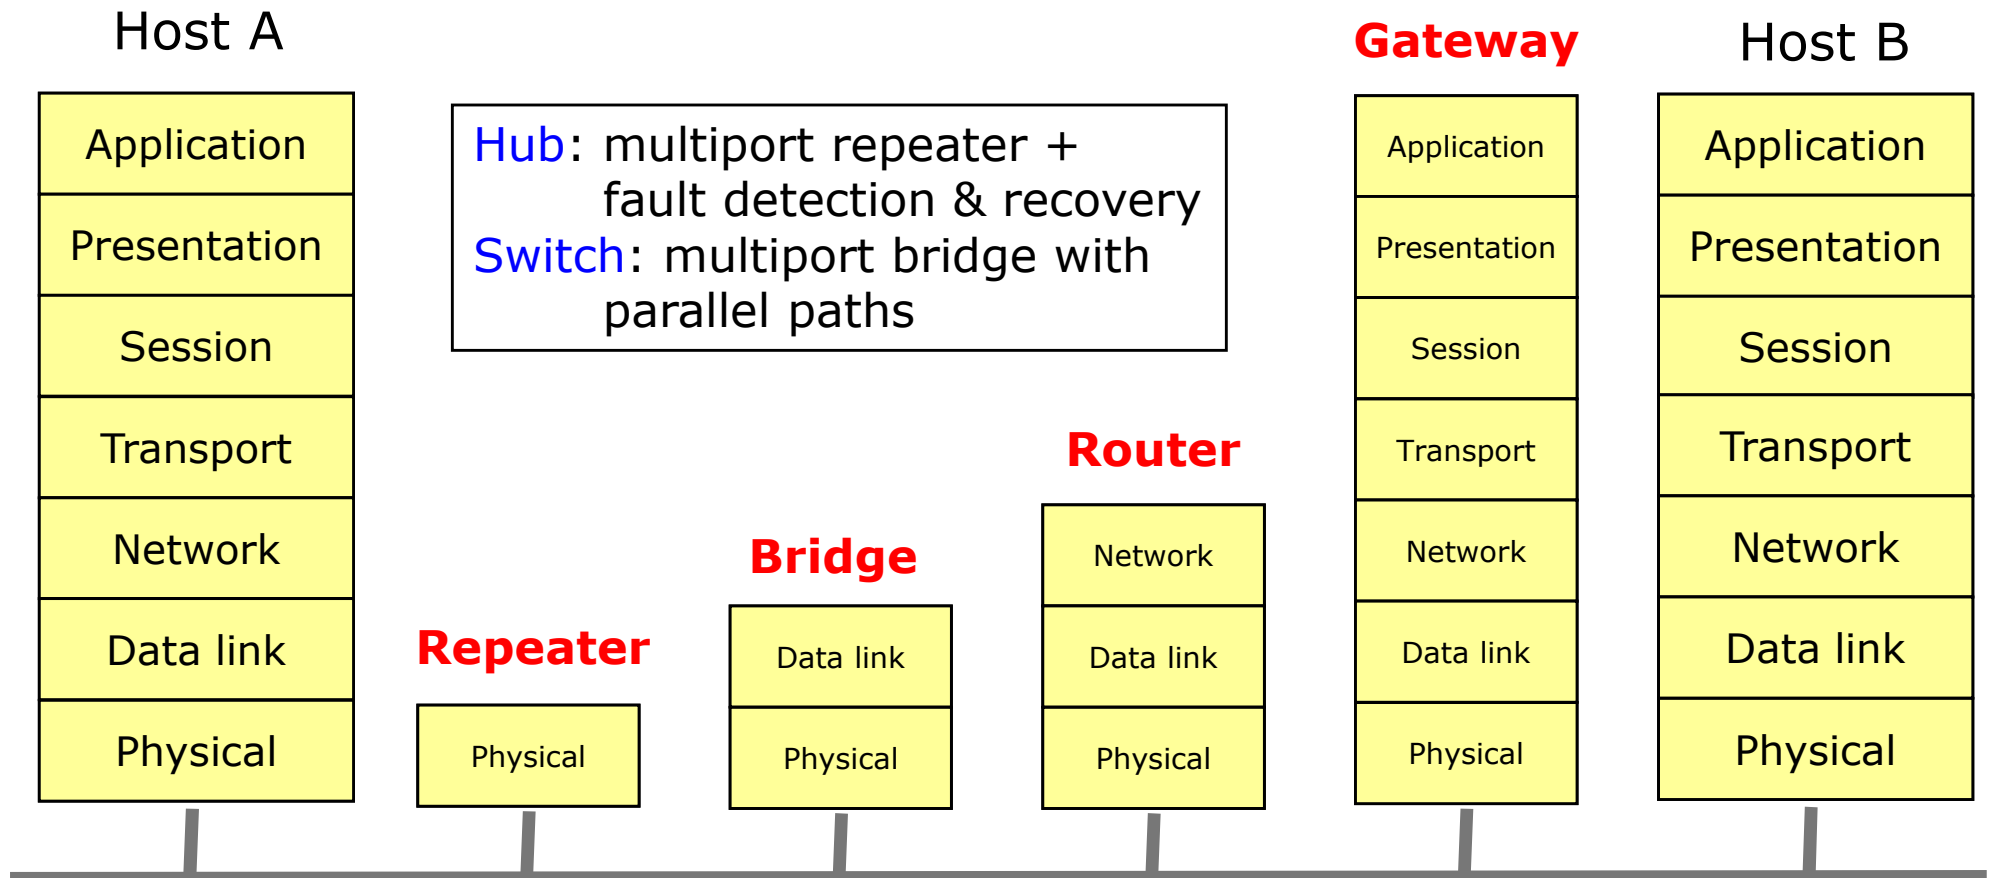 Host A
Application
Presentation
Session
Transport
Network
Data link
Physical
Hub: multiport repeater +
fault detection & recovery
Switch: multiport bridge with
parallel paths
Repeater
Physical
Bridge
Data link
Physical
Router
Network
Data link
Physical
Gateway
Application
Presentation
Session
Transport
Network
Data link
Physical
Host B
Application
Presentation
Session
Transport
Network
Data link
Physical